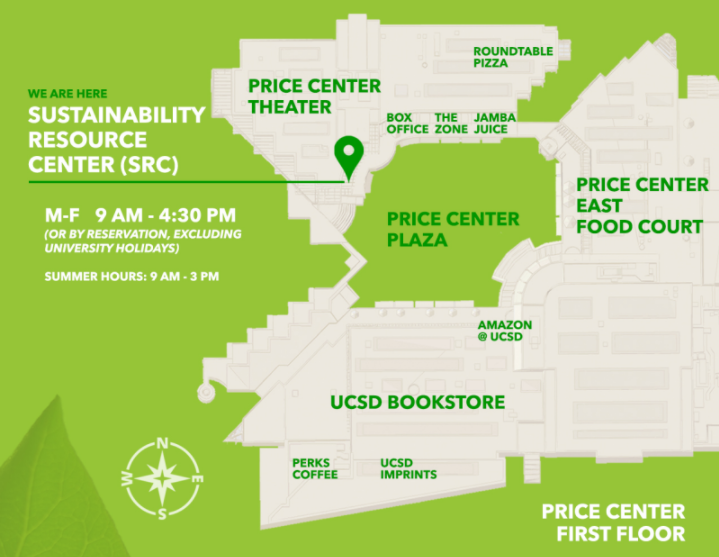 WE ARE HERE
SUSTAINABILITY
RESOURCE
CENTER (SRC)
M-F 9 AM - 4:30 PM
(OR BY RESERVATION, EXCLUDING
UNIVERSITY HOLIDAYS)
SUMMER HOURS: 9 AM - 3 PM
PRICE CENTER
THEATER
ROUNDTABLE
PIZZA
BOX
OFFICE
THE
ZONE
JAMBA
JUICE
PRICE CENTER
EAST
FOOD COURT
PRICE CENTER
PLAZA
AMAZON
@ UCSD
UCSD BOOKSTORE
PERKS
COFFEE
UCSD
IMPRINTS
N
W
E
S
PRICE CENTER
FIRST FLOOR